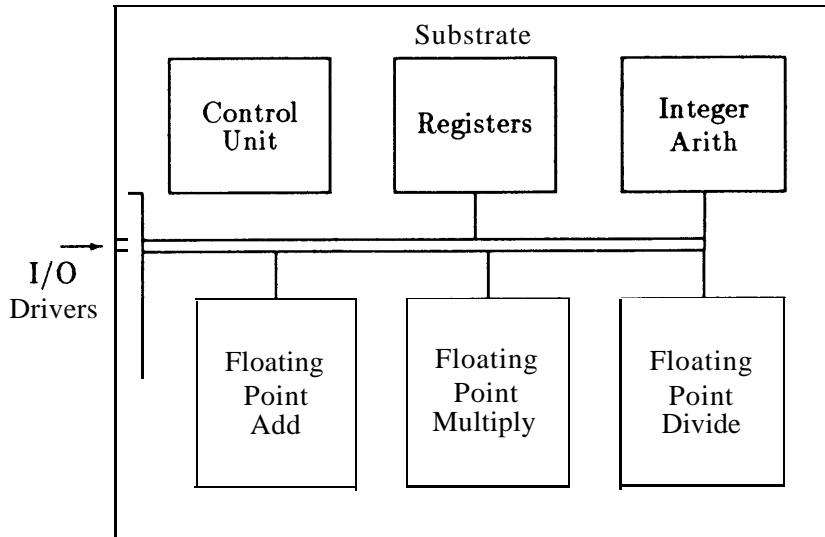 Substrate
Control
Unit
Registers
Integer
Arith
I/O
Drivers
Floating
Point
Add
Floating
Point
Multiply
Floating
Point
Divide